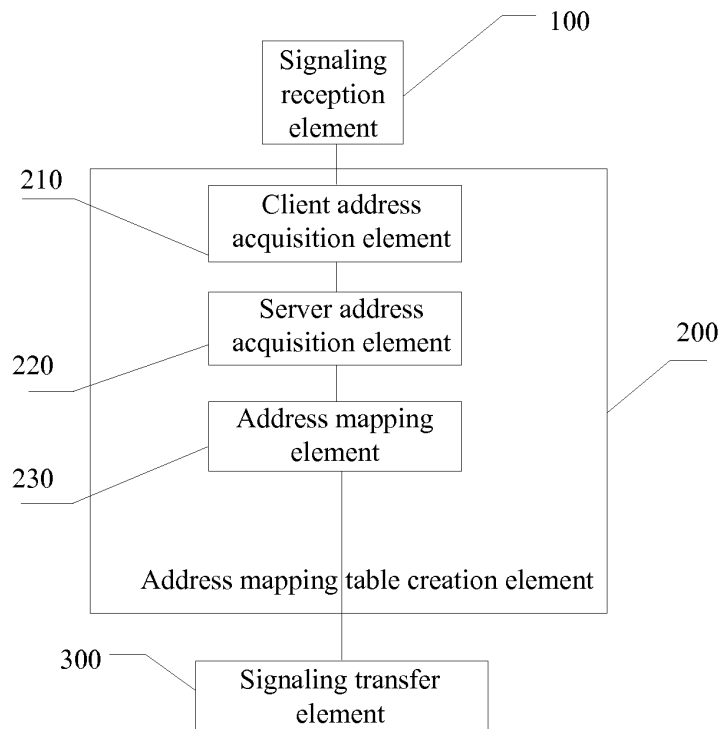 100
Signaling
reception
element
210
Client address
acquisition element
Server address
acquisition element
200
220
Address mapping
element
230
Address mapping table creation element
300
Signaling transfer
element